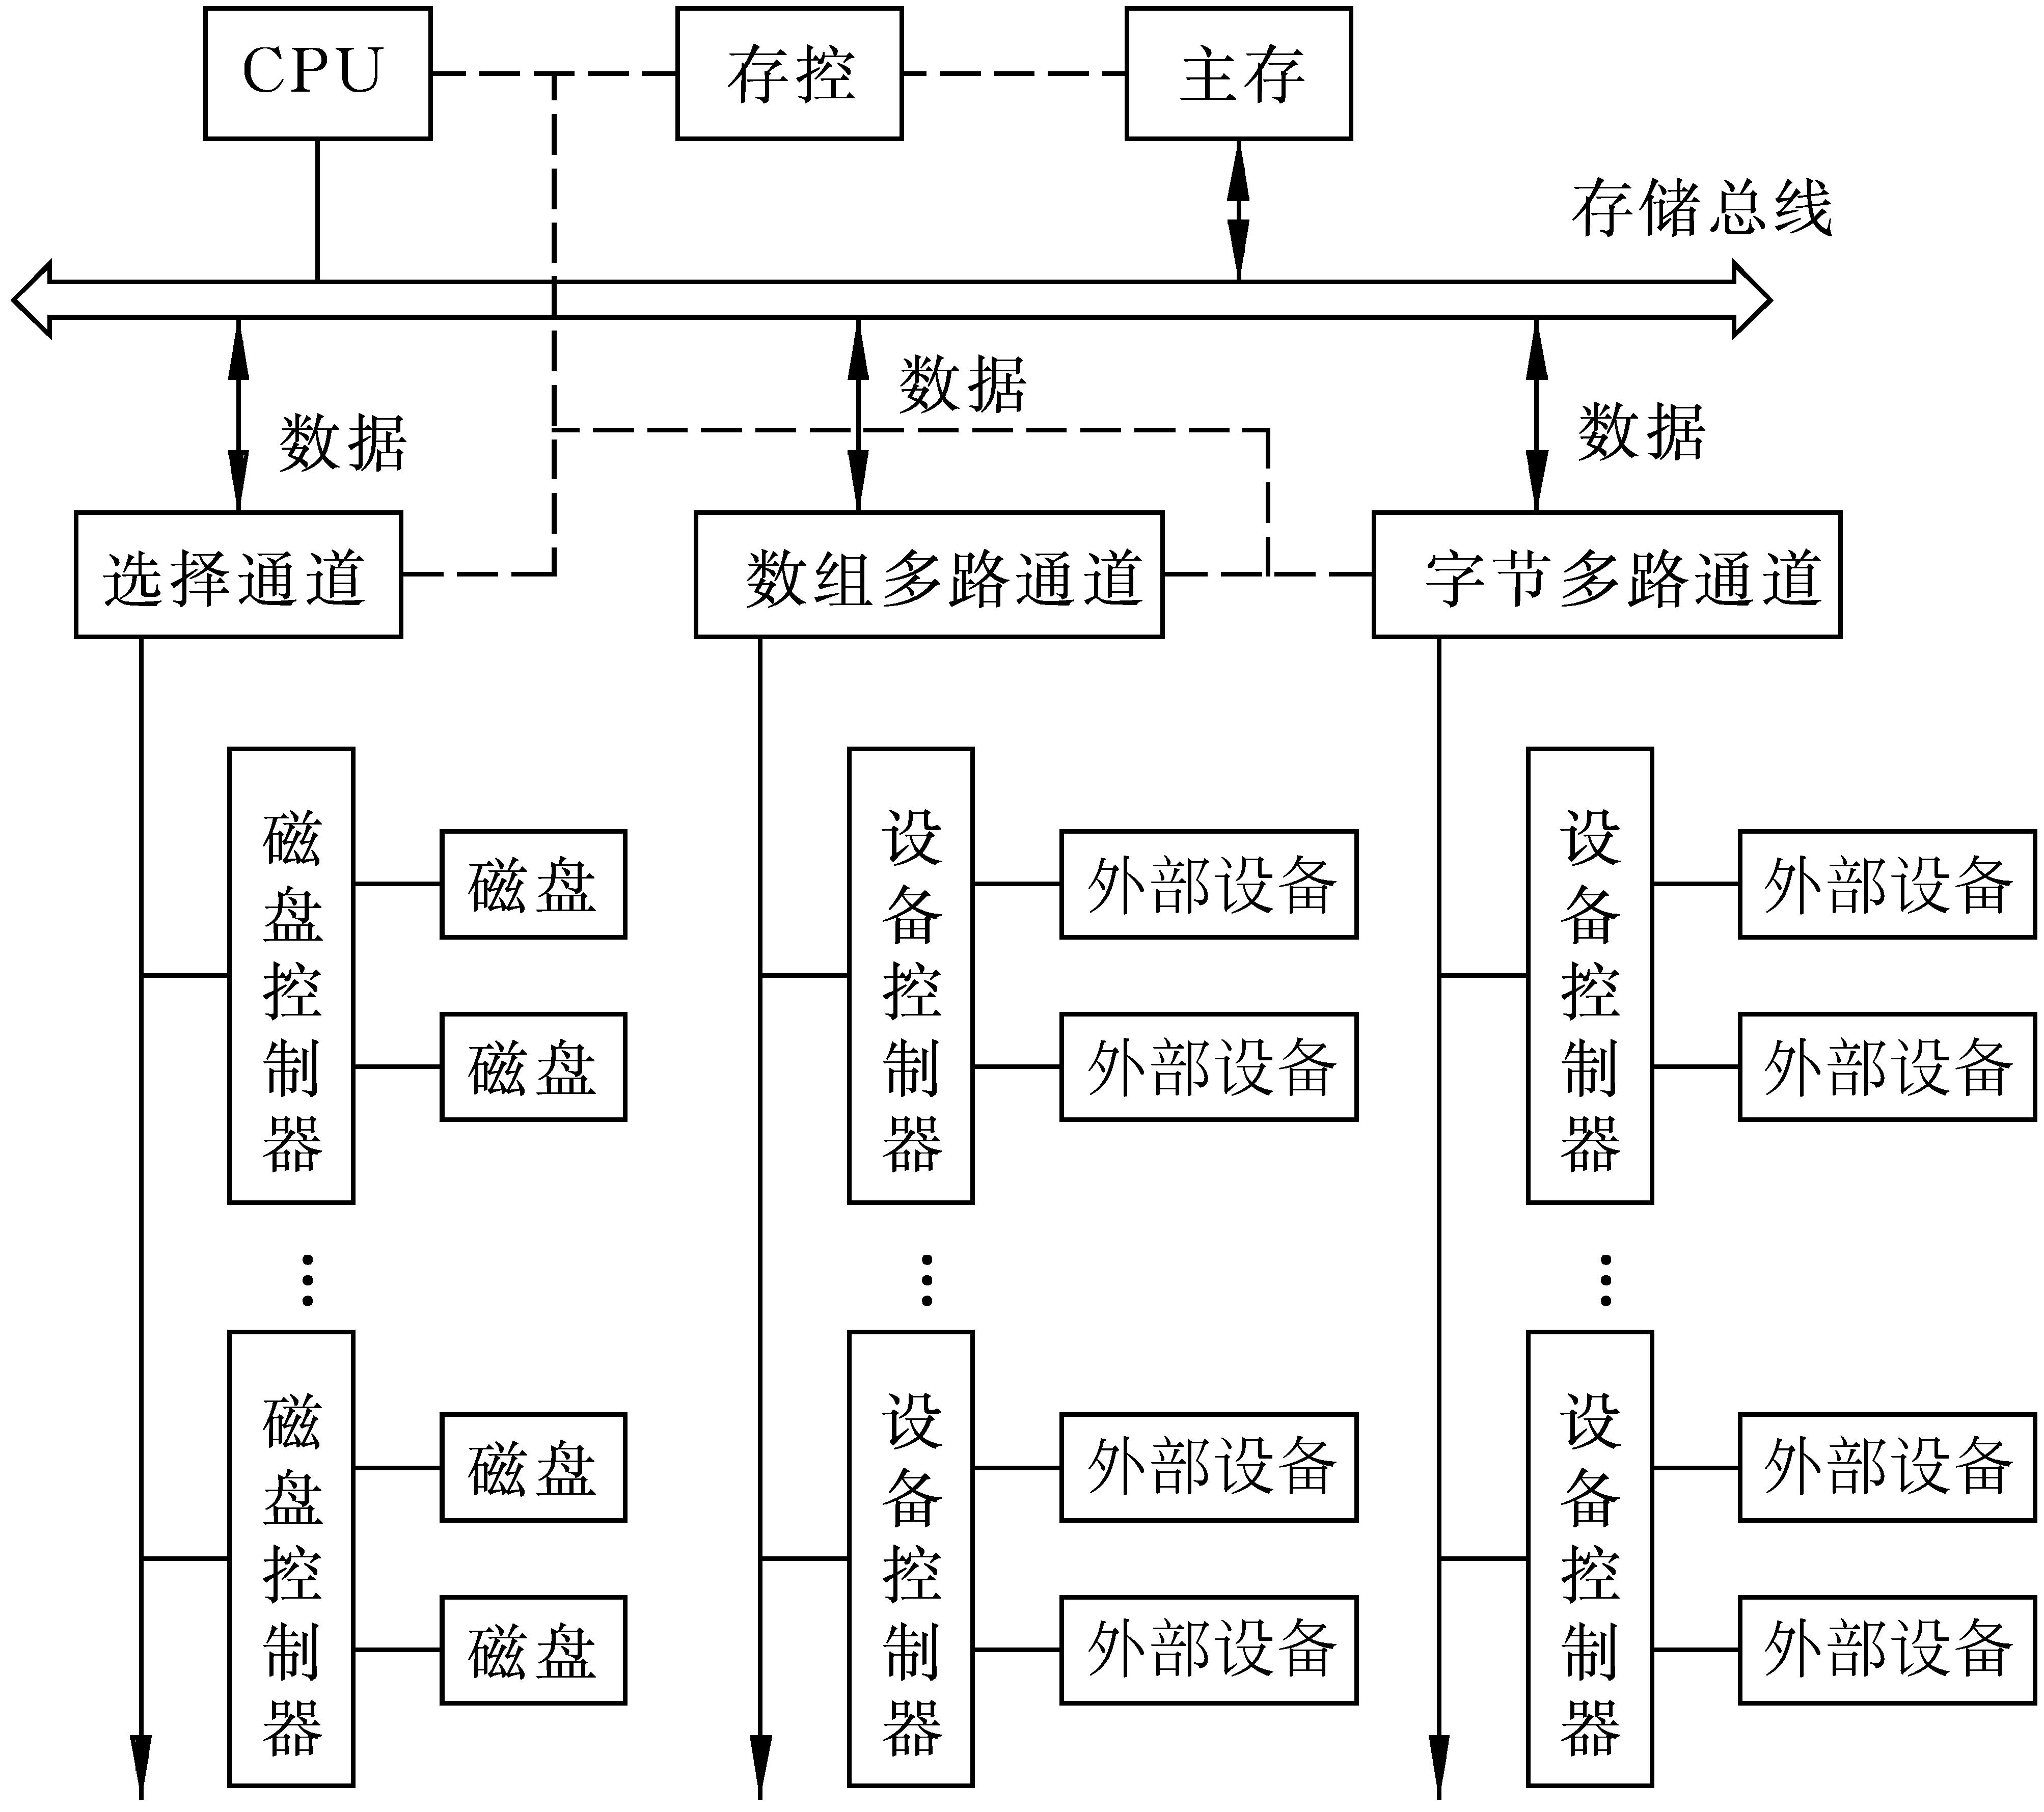 CPU
存控
主存
存储总线
数据
数据
数据
选择通道
数组多路通道
字节多路通道
磁盘控制器
磁盘
磁盘
设备控制器
外部设备
外部设备
设备控制器
外部设备
外部设备
磁盘控制器
磁盘
磁盘
设备控制器
外部设备
外部设备
设备控制器
外部设备
外部设备